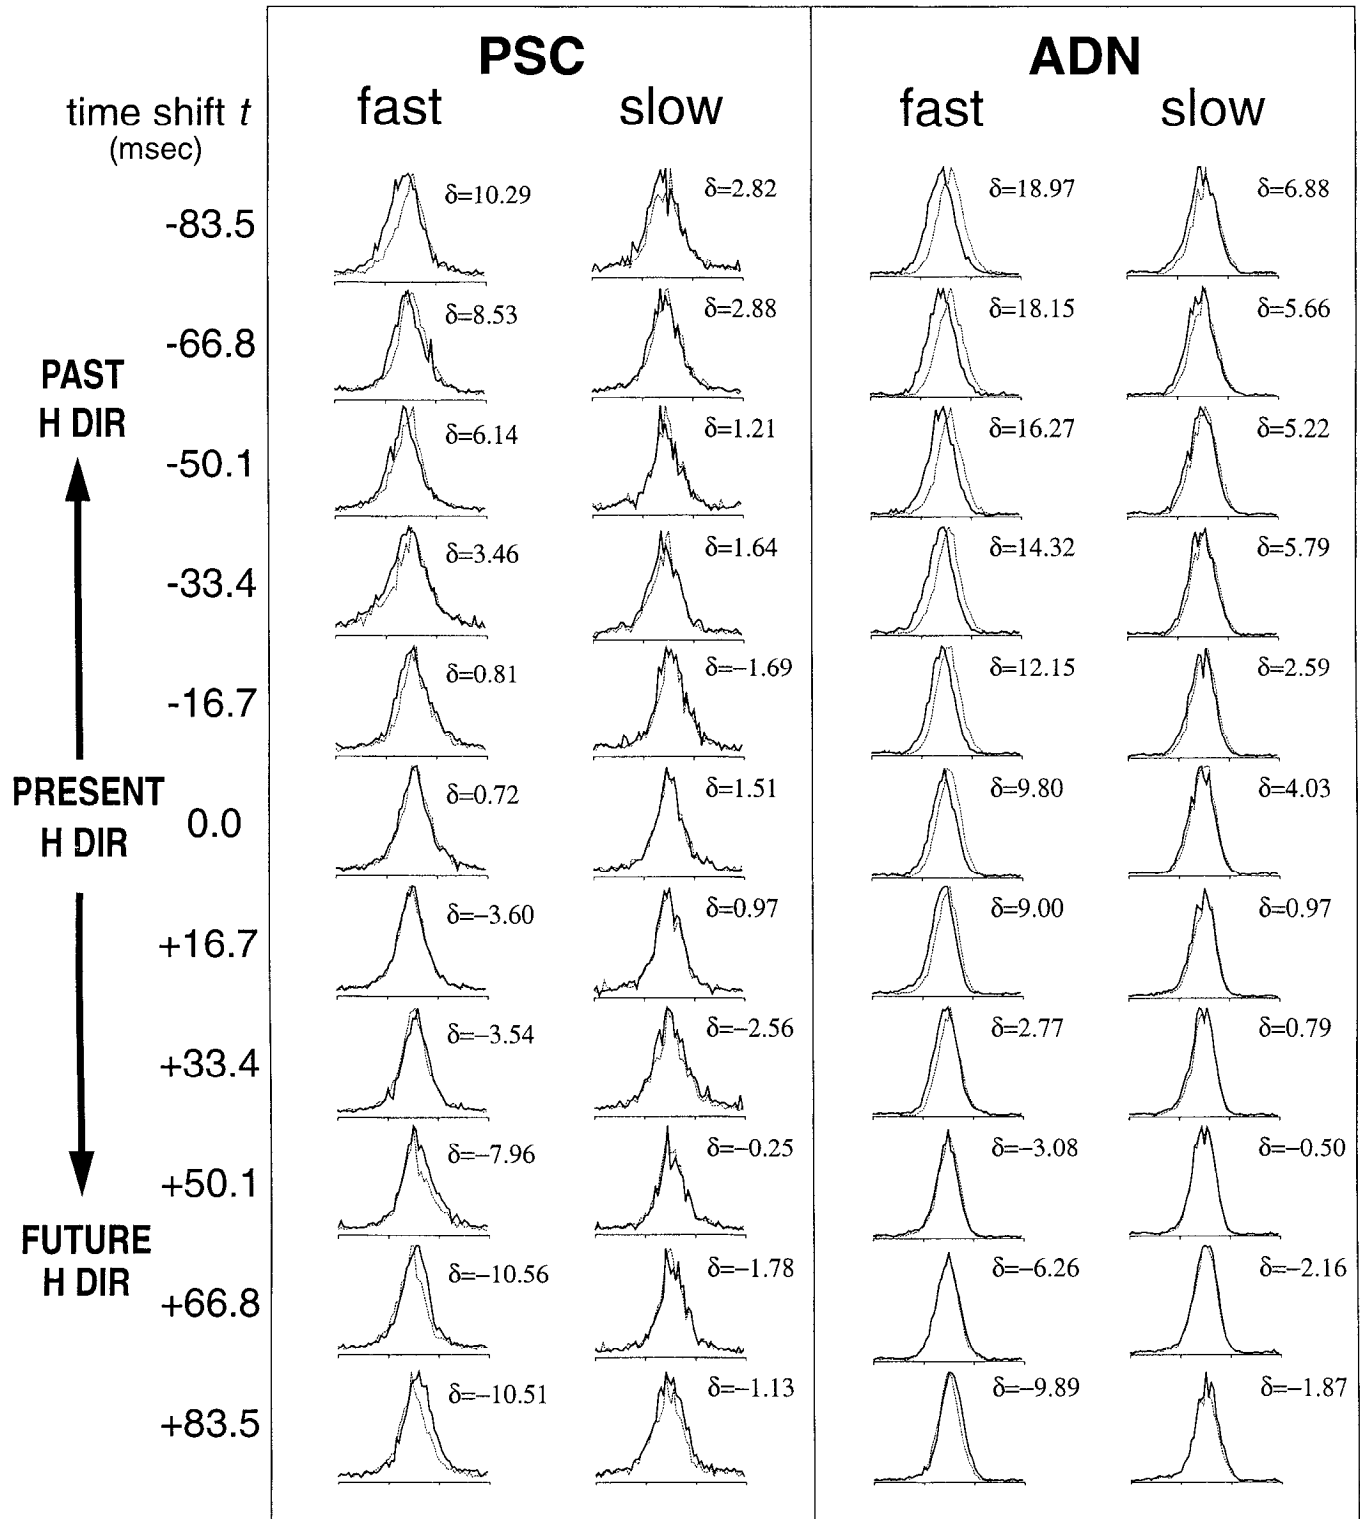 PSC ADN
fast slow fast slow
time shift t
(msec)
-83.5 δ=10.29 δ=2.82 δ=18.97 δ=6.88
-66.8 δ=8.53 δ=2.88 δ=18.15 δ=5.66
PAST
H DIR
-50.1 δ=6.14 δ=1.21 δ=16.27 δ=5.22
-33.4 δ=3.46 δ=1.64 δ=14.32 δ=5.79
-16.7 δ=0.81 δ=−1.69 δ=12.15 δ=2.59
PRESENT
H DIR
0.0 δ=0.72 δ=1.51 δ=9.80 δ=4.03
+16.7 δ=−3.60 δ=0.97 δ=9.00 δ=0.97
+33.4 δ=−3.54 δ=−2.56 δ=2.77 δ=0.79
+50.1 δ=−7.96 δ=−0.25 δ=−3.08 δ=−0.50
FUTURE
H DIR
+66.8 δ=−10.56 δ=−1.78 δ=−6.26 δ=−2.16
+83.5 δ=−10.51 δ=−1.13 δ=−9.89 δ=−1.87